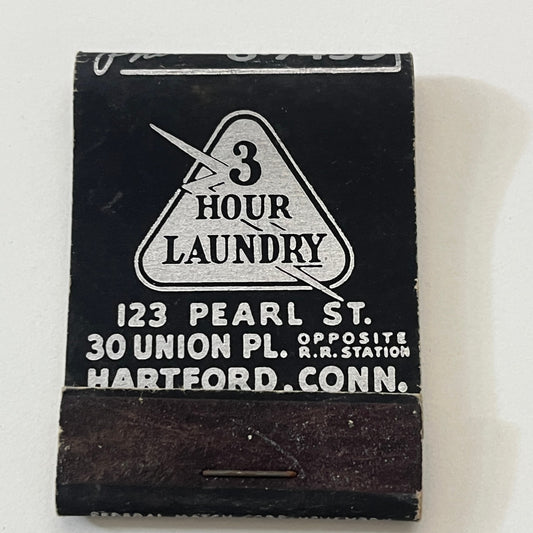 3
HOUR
LAUNDRY
123 PEARL ST.
30 UNION PL. OPPOSITE R.R. STATION
HARTFORD, CONN.